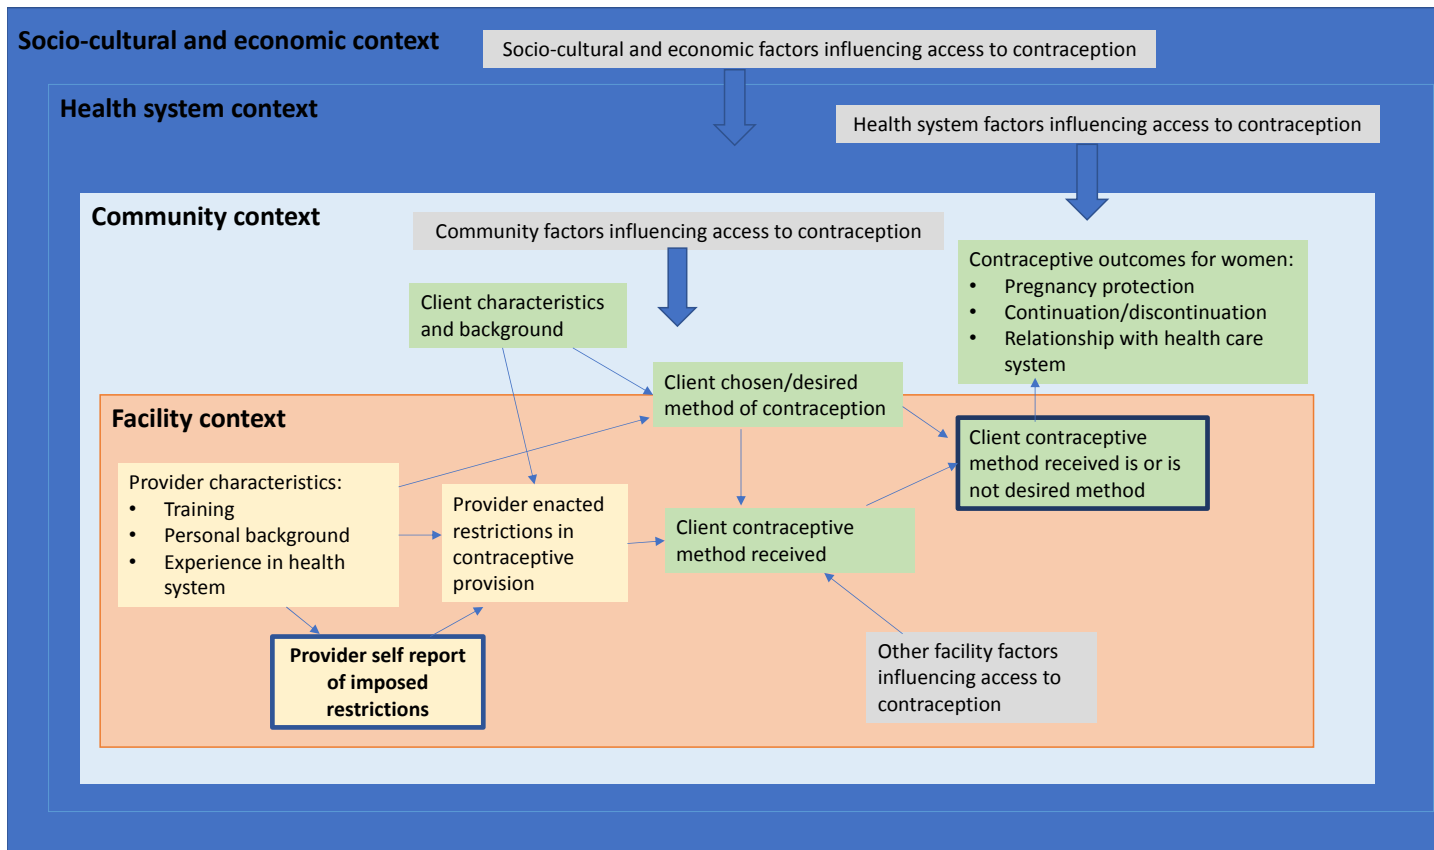 Socio-cultural and economic context
Socio-cultural and economic factors influencing access to contraception
Health system context
Health system factors influencing access to contraception
Community context
Community factors influencing access to contraception
Contraceptive outcomes for women:
• Pregnancy protection
• Continuation/discontinuation
• Relationship with health care
system
Client characteristics
and background
Client chosen/desired
method of contraception
Facility context
Client contraceptive
method received is or is
not desired method
Provider characteristics:
• Training
• Personal background
• Experience in health
system
Provider enacted
restrictions in
contraceptive
provision
Client contraceptive
method received
Provider self report
of imposed
restrictions
Other facility factors
influencing access to
contraception